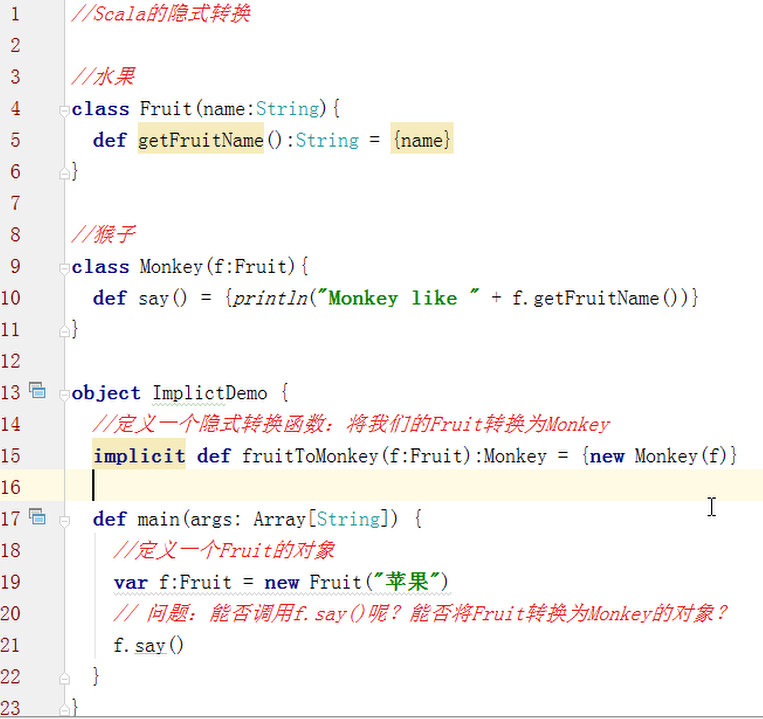 1 //Scala的隐式转换
2
3 //水果
4 class Fruit(name:String){
5   def getFruitName():String = {name}
6 }
7
8 //猴子
9 class Monkey(f:Fruit){
10   def say() = {println("Monkey like " + f.getFruitName())}
11 }
12
13 object ImplictDemo {
14   //定义一个隐式转换函数：将我们的Fruit转换为Monkey
15   implicit def fruitToMonkey(f:Fruit):Monkey = {new Monkey(f)}
16
17   def main(args: Array[String]) {
18     //定义一个Fruit的对象
19     var f:Fruit = new Fruit("苹果")
20     // 问题：能否调用f.say()呢？能否将Fruit转换为Monkey的对象？
21     f.say()
22   }
23 }